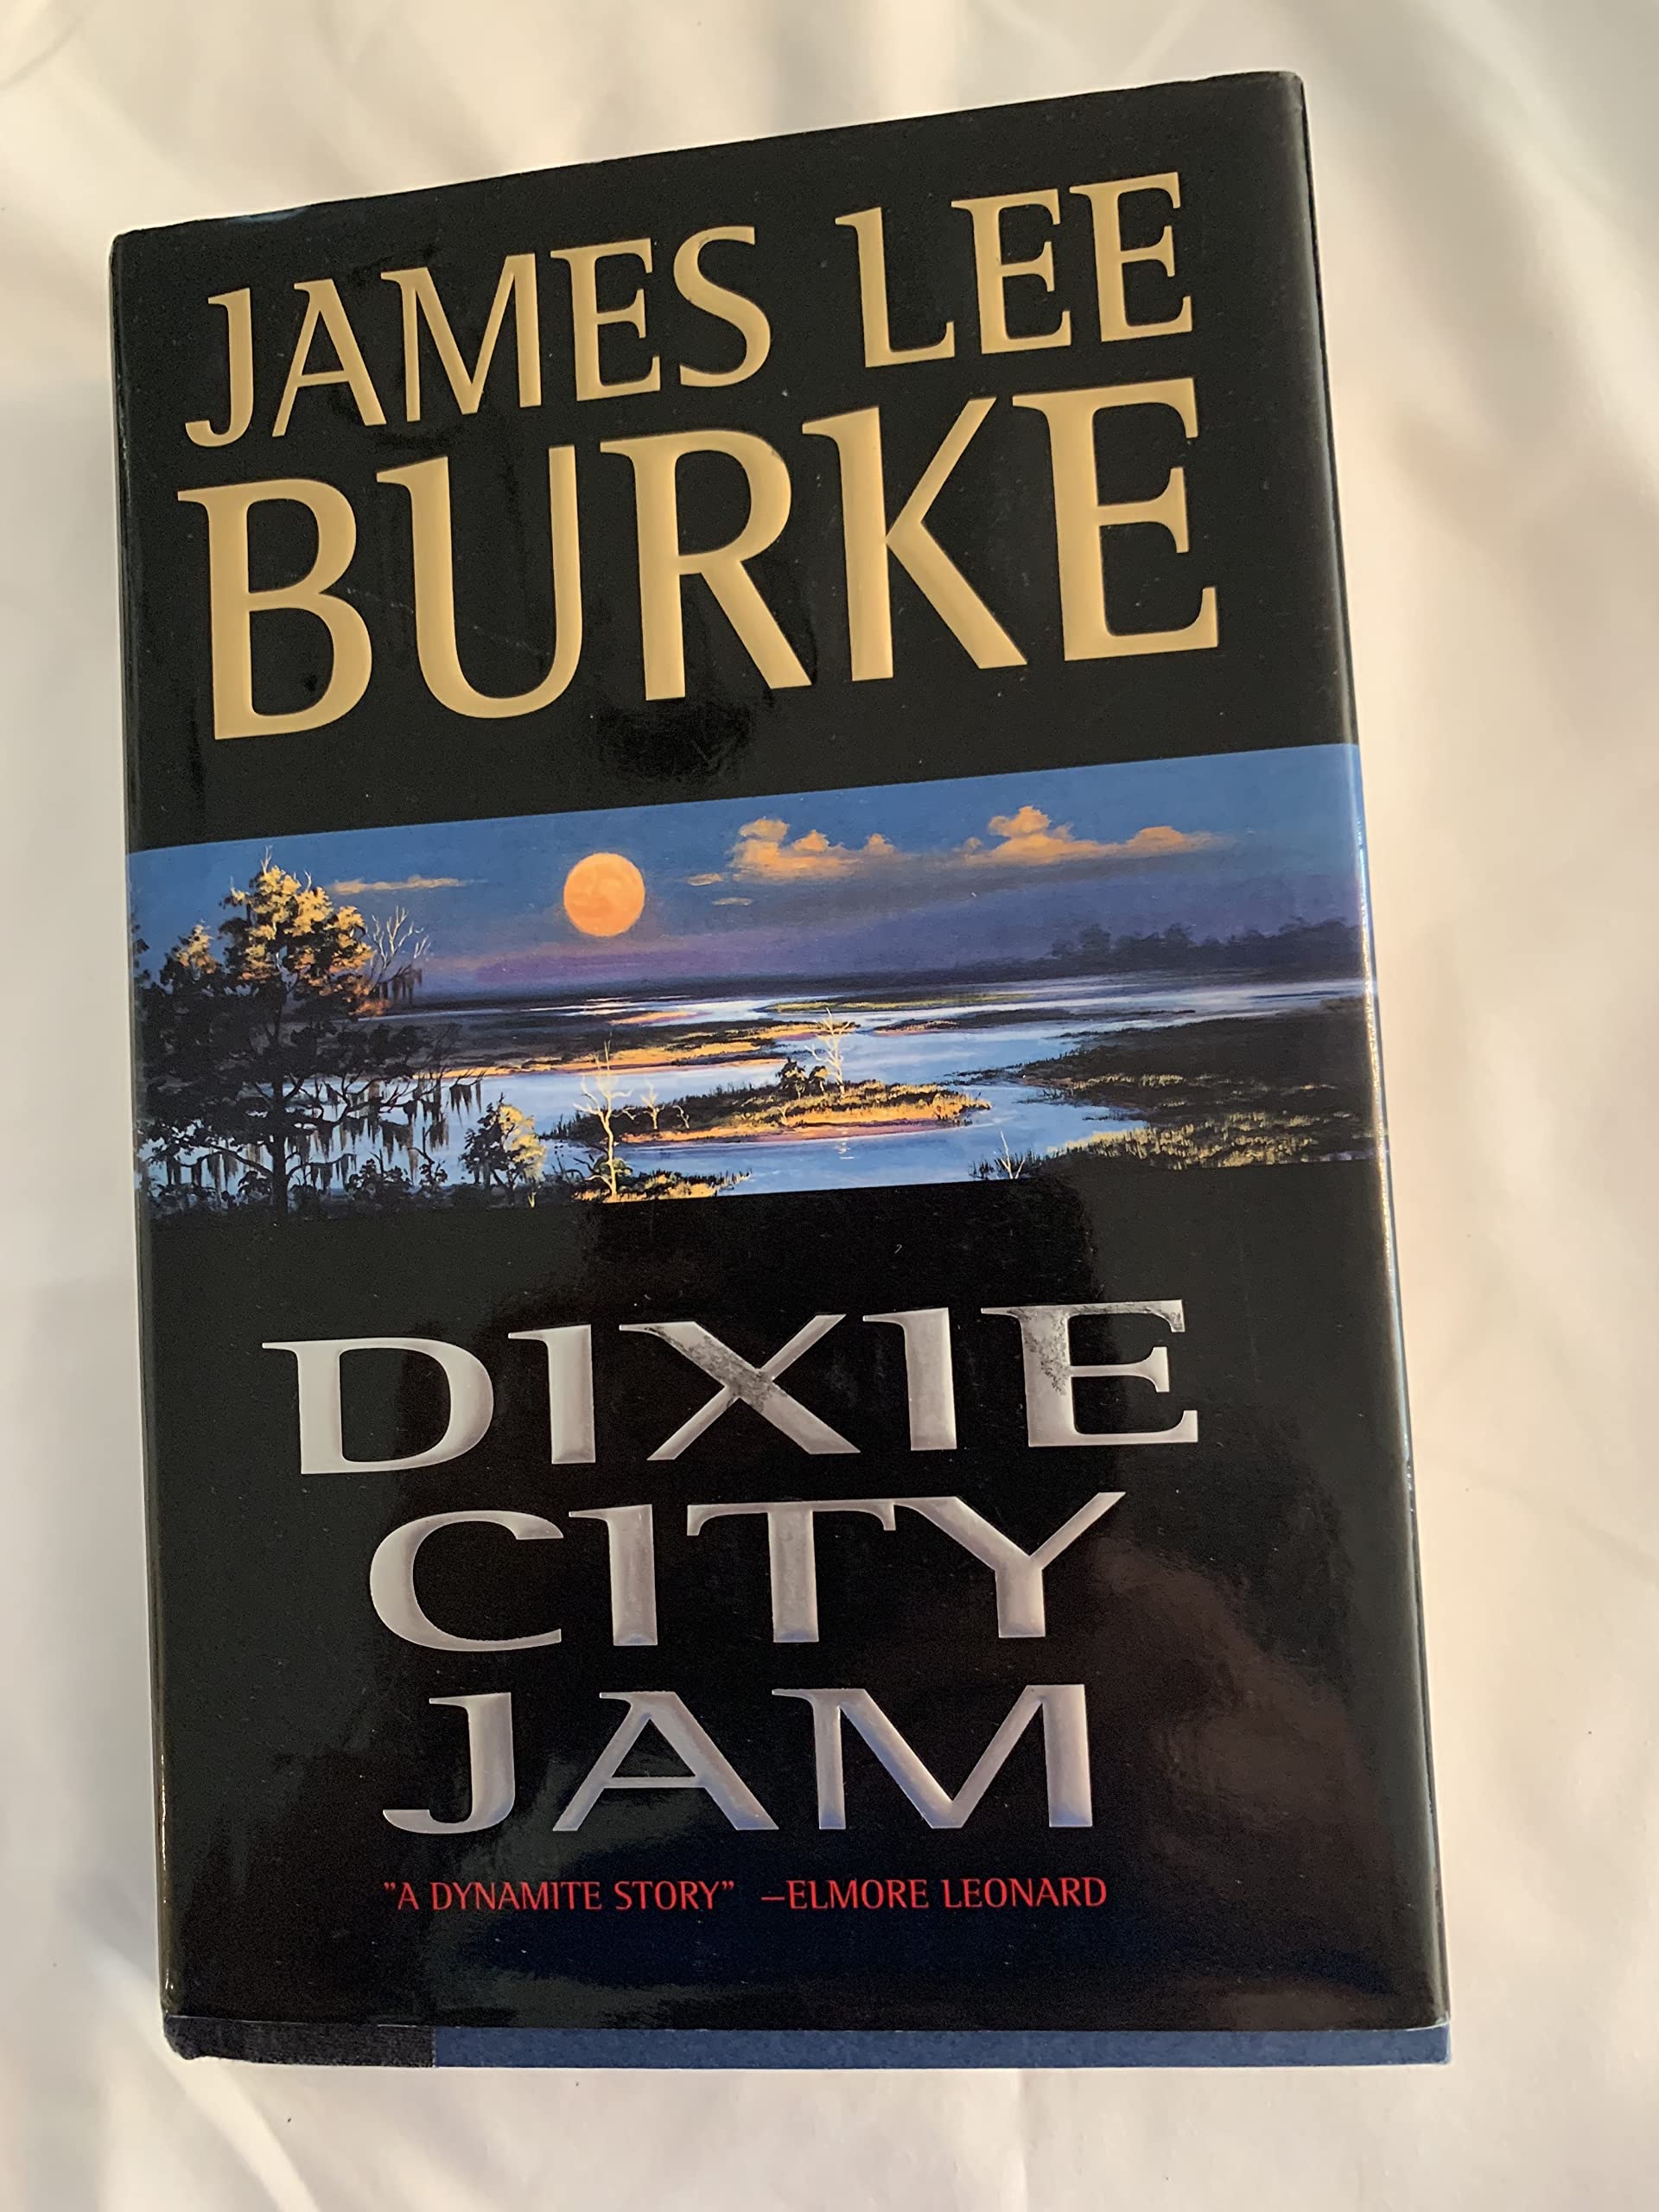 JAMES LEE
BURKE
DIXIE
CITY
JAM
"A DYNAMITE STORY" –ELMORE LEONARD